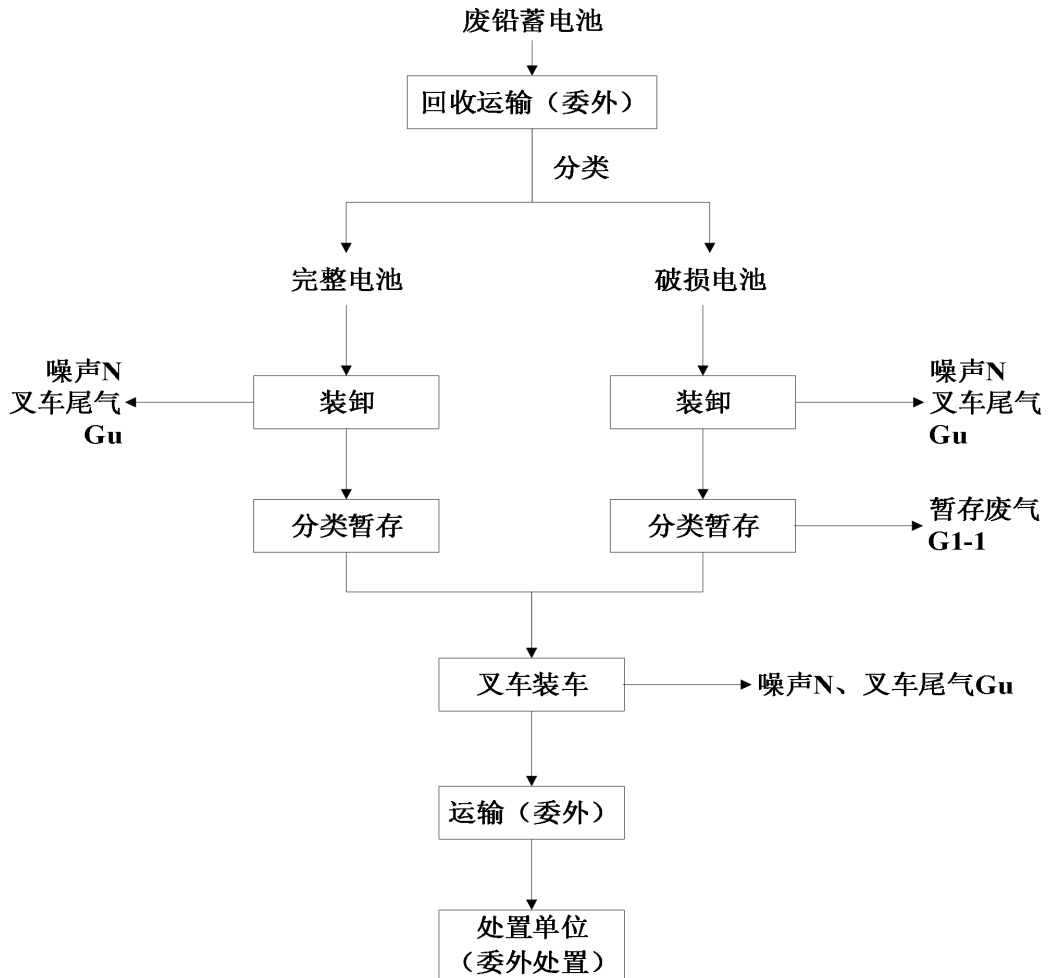 废铅蓄电池
回收运输（委外）
分类
完整电池
破损电池
噪声N
叉车尾气
Gu
装卸
装卸
噪声N
叉车尾气
Gu
分类暂存
分类暂存
暂存废气
G1-1
叉车装车
噪声N、叉车尾气Gu
运输（委外）
处置单位
（委外处置）